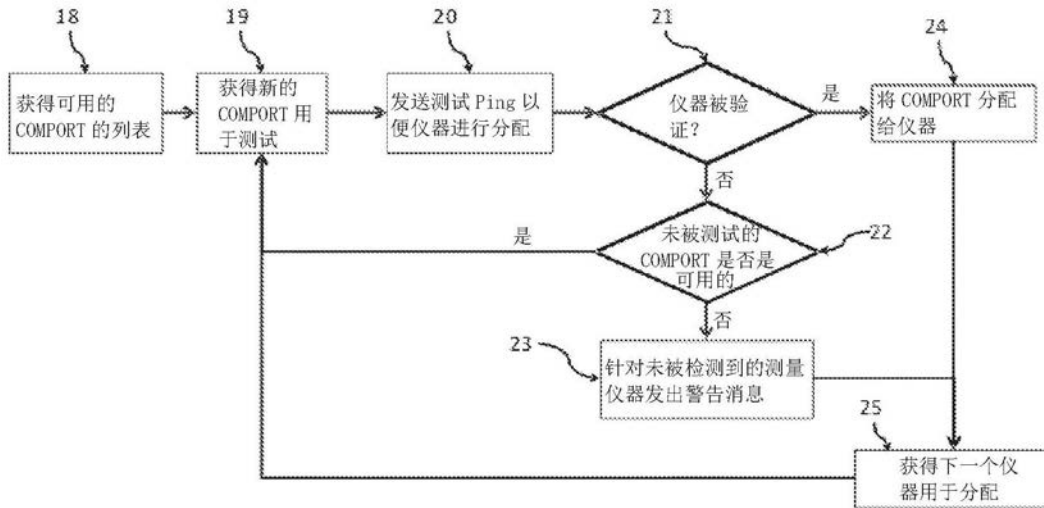 18
19
20
21
24
获得可用的
COMPORT 的列表
获得新的
COMPORT 用
于测试
发送测试 Ping 以
便仪器进行分配
仪器被验
证?
是
将 COMPORT 分配
给仪器
否
是
未被测试的
COMPORT 是否是
可用的
22
否
23
针对未被检测到的测量
仪器发出警告消息
25
获得下一个仪
器用于分配